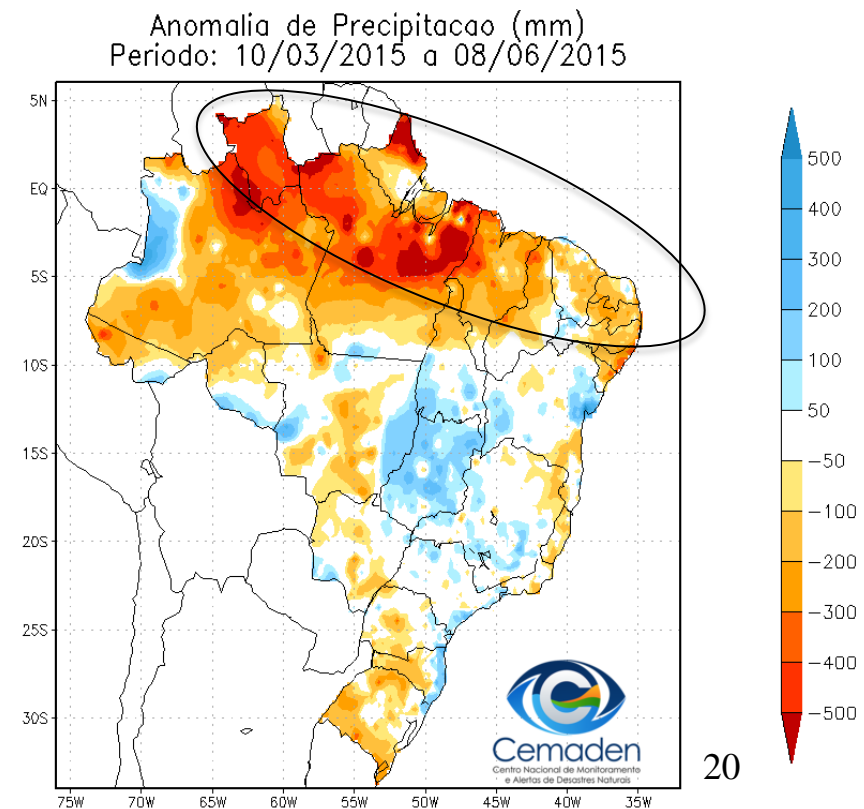 Anomalia de Precipitacao (mm)
Periodo: 10/03/2015 a 08/06/2015
5N
EQ
5S
10S
15S
20S
25S
30S
75W 70W 65W 60W 55W 50W 45W 40W 35W
500
400
300
200
100
50
−50
−100
−200
−300
−400
−500
Cemaden
Centro Nacional de Monitoramento
e Alertas de Desastres Naturais
20